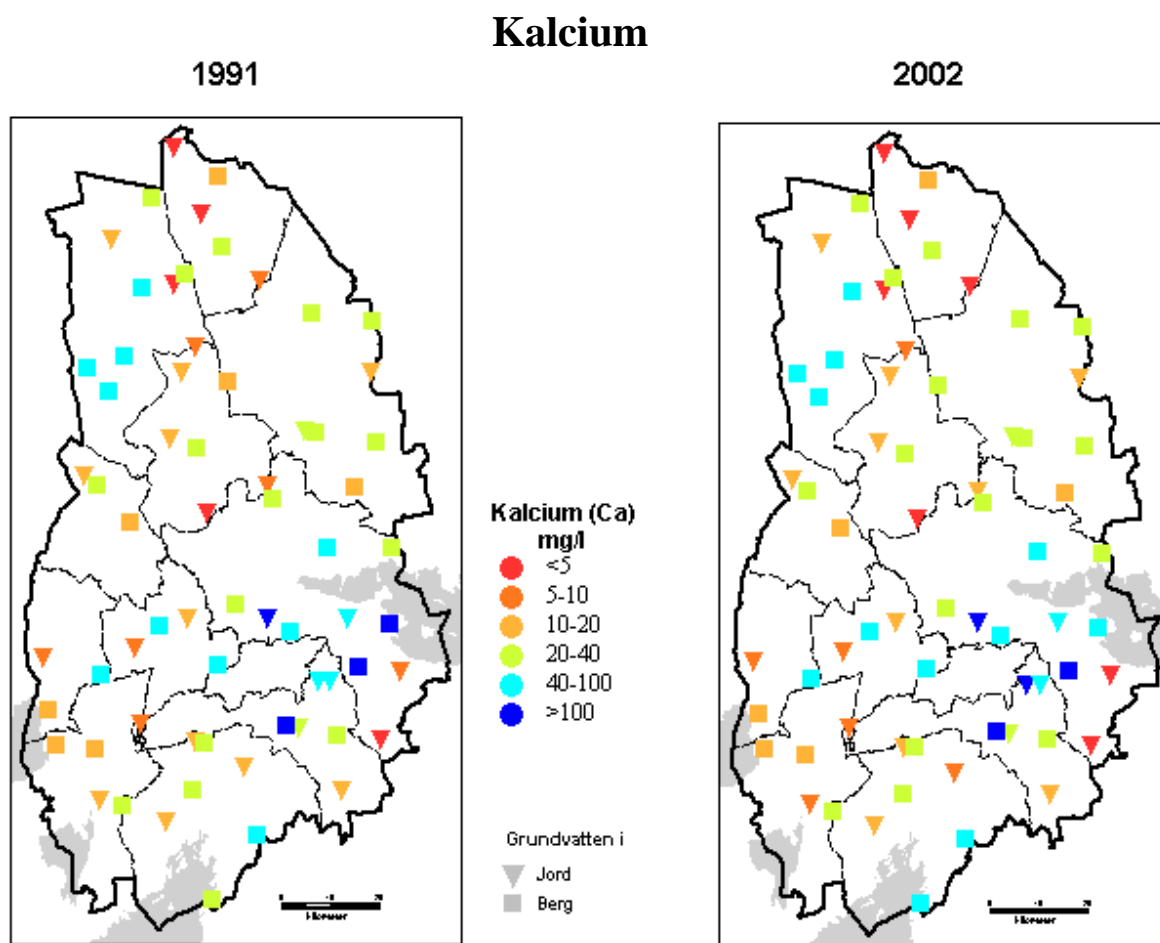 Kalcium
1991
2002
Kalcium (Ca)
mg/l
<5
5-10
10-20
20-40
40-100
>100
Grundvatten i
Jord
Berg